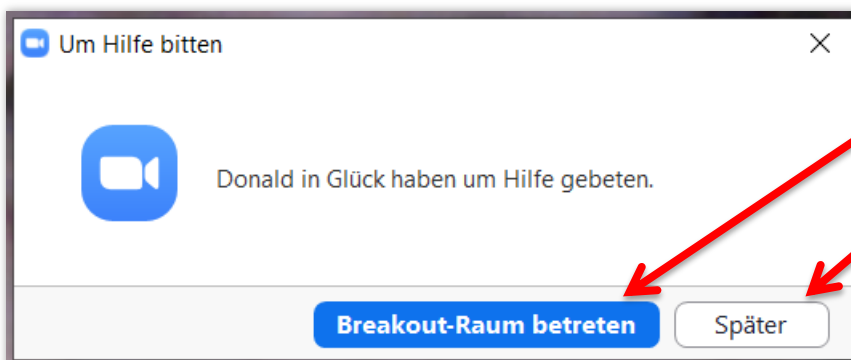 Um Hilfe bitten
Donald in Glück haben um Hilfe gebeten.
Breakout-Raum betreten
Später